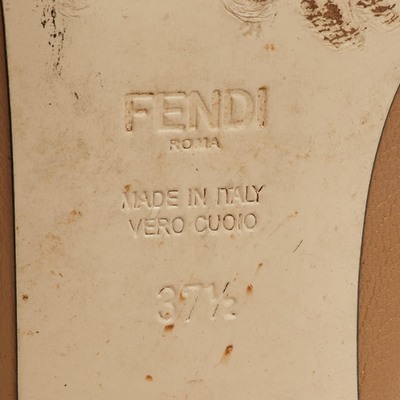 FENDI
ROMA
MADE IN ITALY
VERO CUOIO
37½